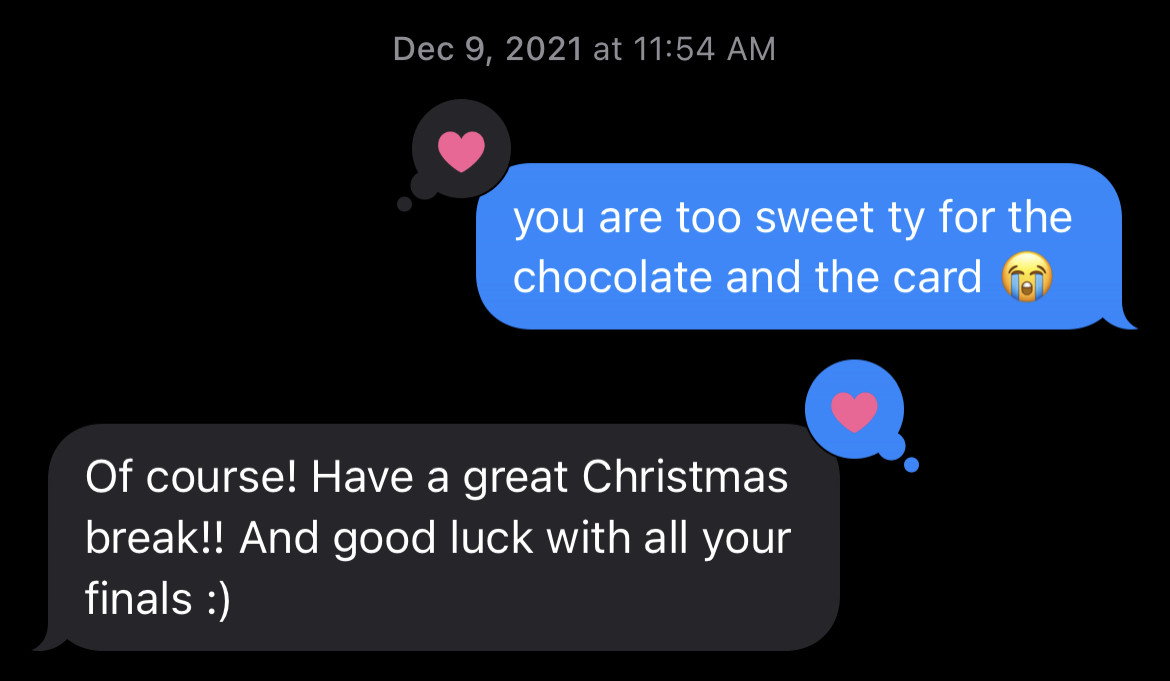 Dec 9, 2021 at 11:54 AM
you are too sweet ty for the
chocolate and the card 😭
Of course! Have a great Christmas
break!! And good luck with all your
finals :)